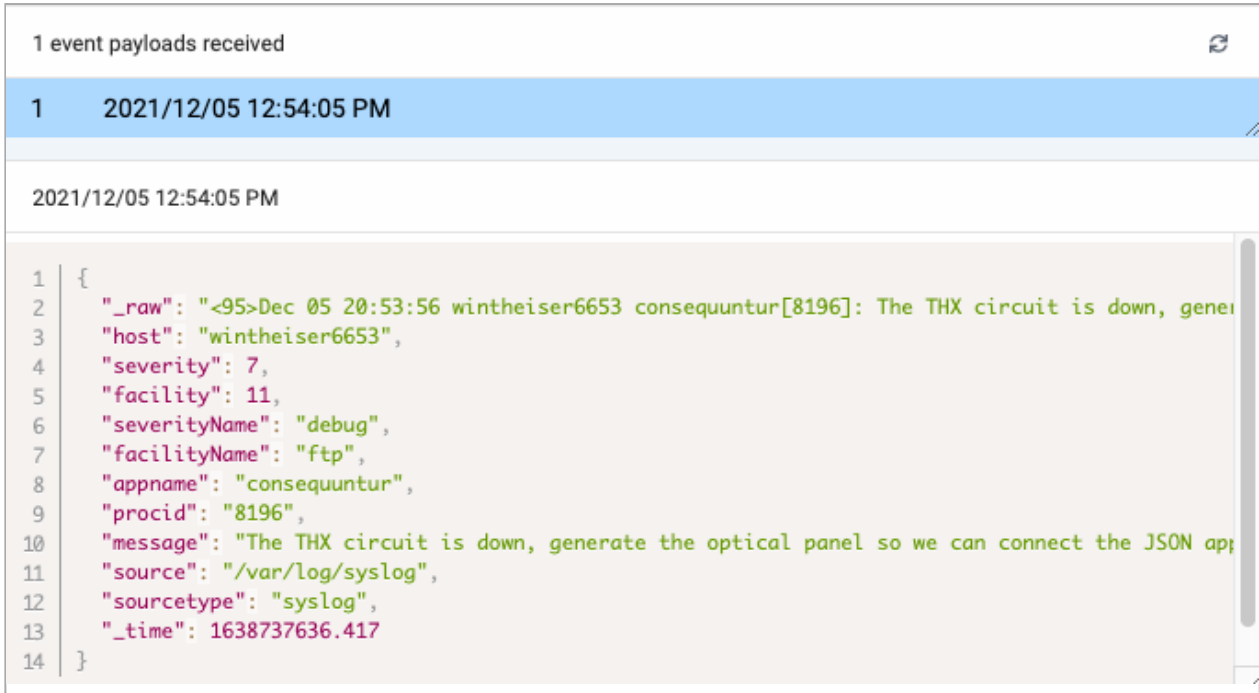 1 event payloads received
1 2021/12/05 12:54:05 PM
2021/12/05 12:54:05 PM
1 {
2 "_raw": "<95>Dec 05 20:53:56 wintheiser6653 consequuntur[8196]: The THX circuit is down, gener
3 "host": "wintheiser6653",
4 "severity": 7,
5 "facility": 11,
6 "severityName": "debug",
7 "facilityName": "ftp",
8 "appname": "consequuntur",
9 "procid": "8196",
10 "message": "The THX circuit is down, generate the optical panel so we can connect the JSON app
11 "source": "/var/log/syslog",
12 "sourcetype": "syslog",
13 "_time": 1638737636.417
14 }